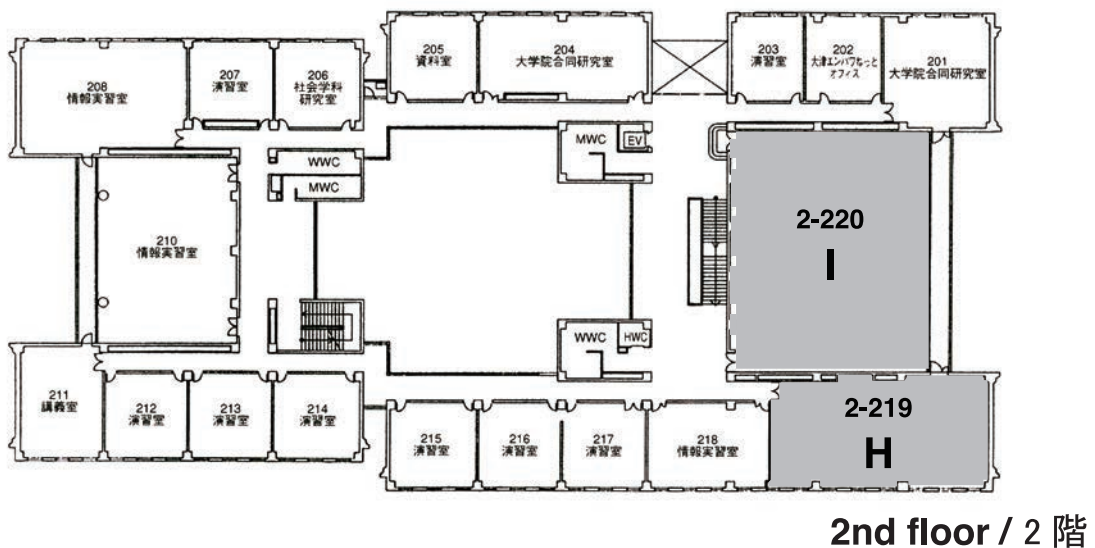 205
資料室
204
大学院合同研究室
203
演習室
202
大津エンパワねっと
オフィス
201
大学院合同研究室
208
情報実習室
207
演習室
206
社会学科
研究室
MWC
EV
WWC
MWC
2-220
I
210
情報実習室
WWC
HWC
211
講義室
212
演習室
213
演習室
214
演習室
2-219
H
215
演習室
216
演習室
217
演習室
218
情報実習室
2nd floor / 2 階